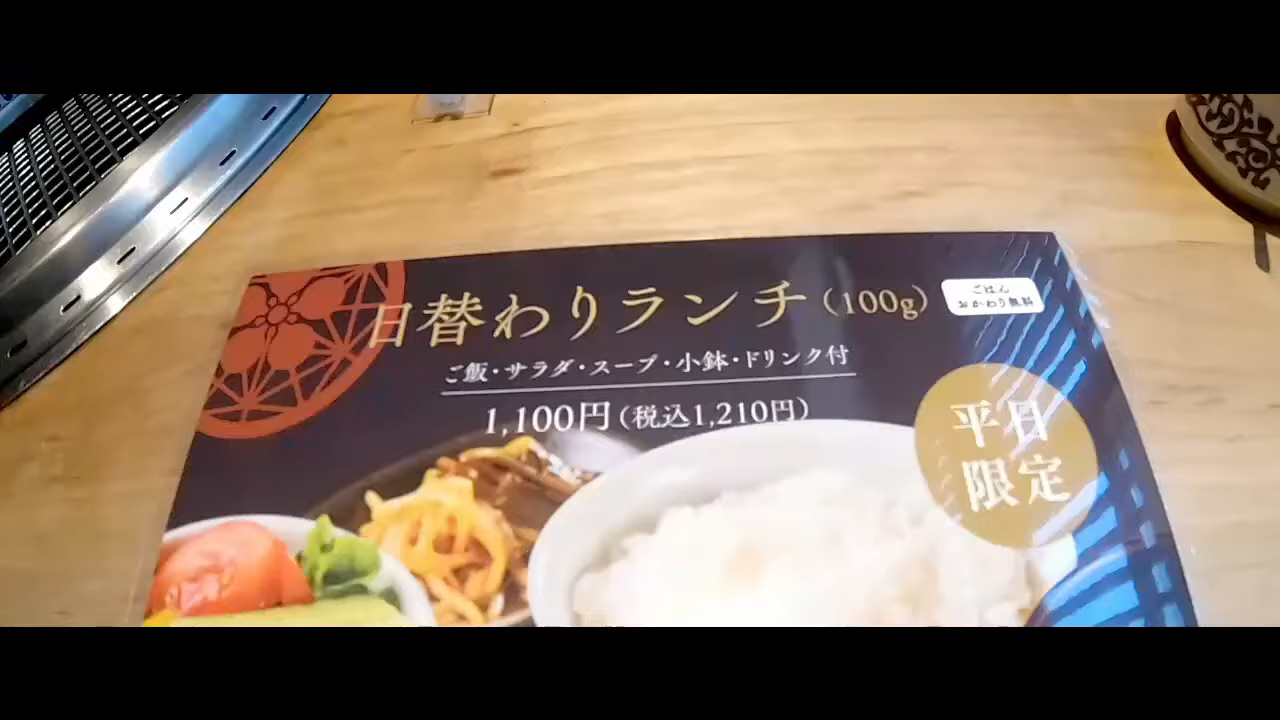 日替わりランチ(100g)
ごはん
おかわり無料
ご飯・サラダ・スープ・小鉢・ドリンク付
1,100円(税込1,210円)
平日
限定